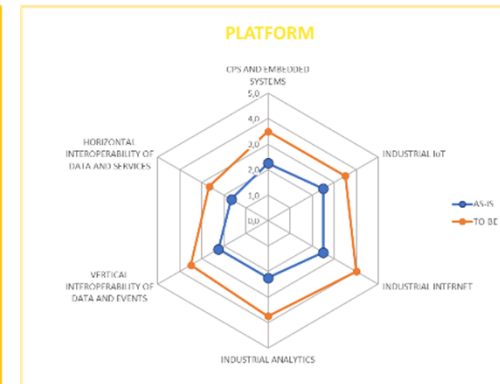 PLATFORM
CPS AND EMBEDDED
SYSTEMS
5,0
4,0
3,0
2,0
1,0
0,0
HORIZONTAL
INTEROPERABILITY OF
DATA AND SERVICES
INDUSTRIAL IoT
AS-IS
TO BE
VERTICAL
INTEROPERABILITY OF
DATA AND EVENTS
INDUSTRIAL INTERNET
INDUSTRIAL ANALYTICS